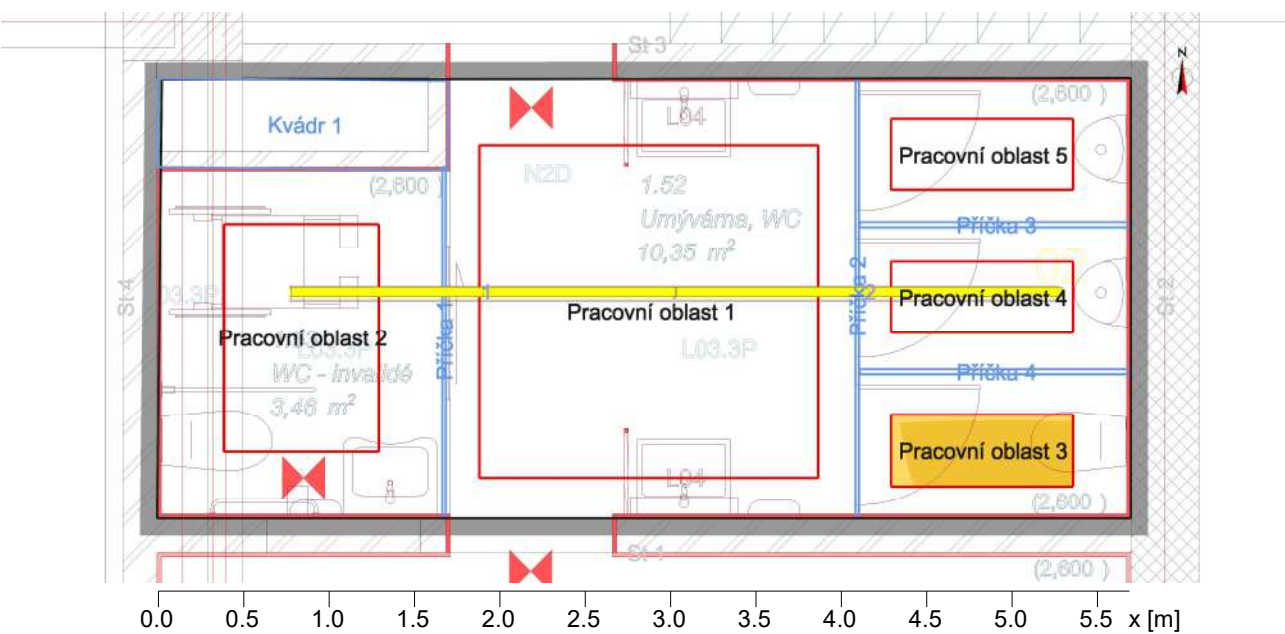 St 3
N
(2,600 )
Kvádr 1
L04
Pracovní oblast 5
N2D
(2,600
1.52
Umývárna, WC
10,35 m²
Příčka 3
St 4
03.3P
1
Příčka 2
2
Pracovní oblast 4
St 2
Pracovní oblast 1
Pracovní oblast 2
Příčka 1
L03.3P
L03.3P
WC - invalidé
3,46 m²
Příčka 4
Pracovní oblast 3
L04
(2,600 )
St 1
(2,600 )
0.0 0.5 1.0 1.5 2.0 2.5 3.0 3.5 4.0 4.5 5.0 5.5 x [m]